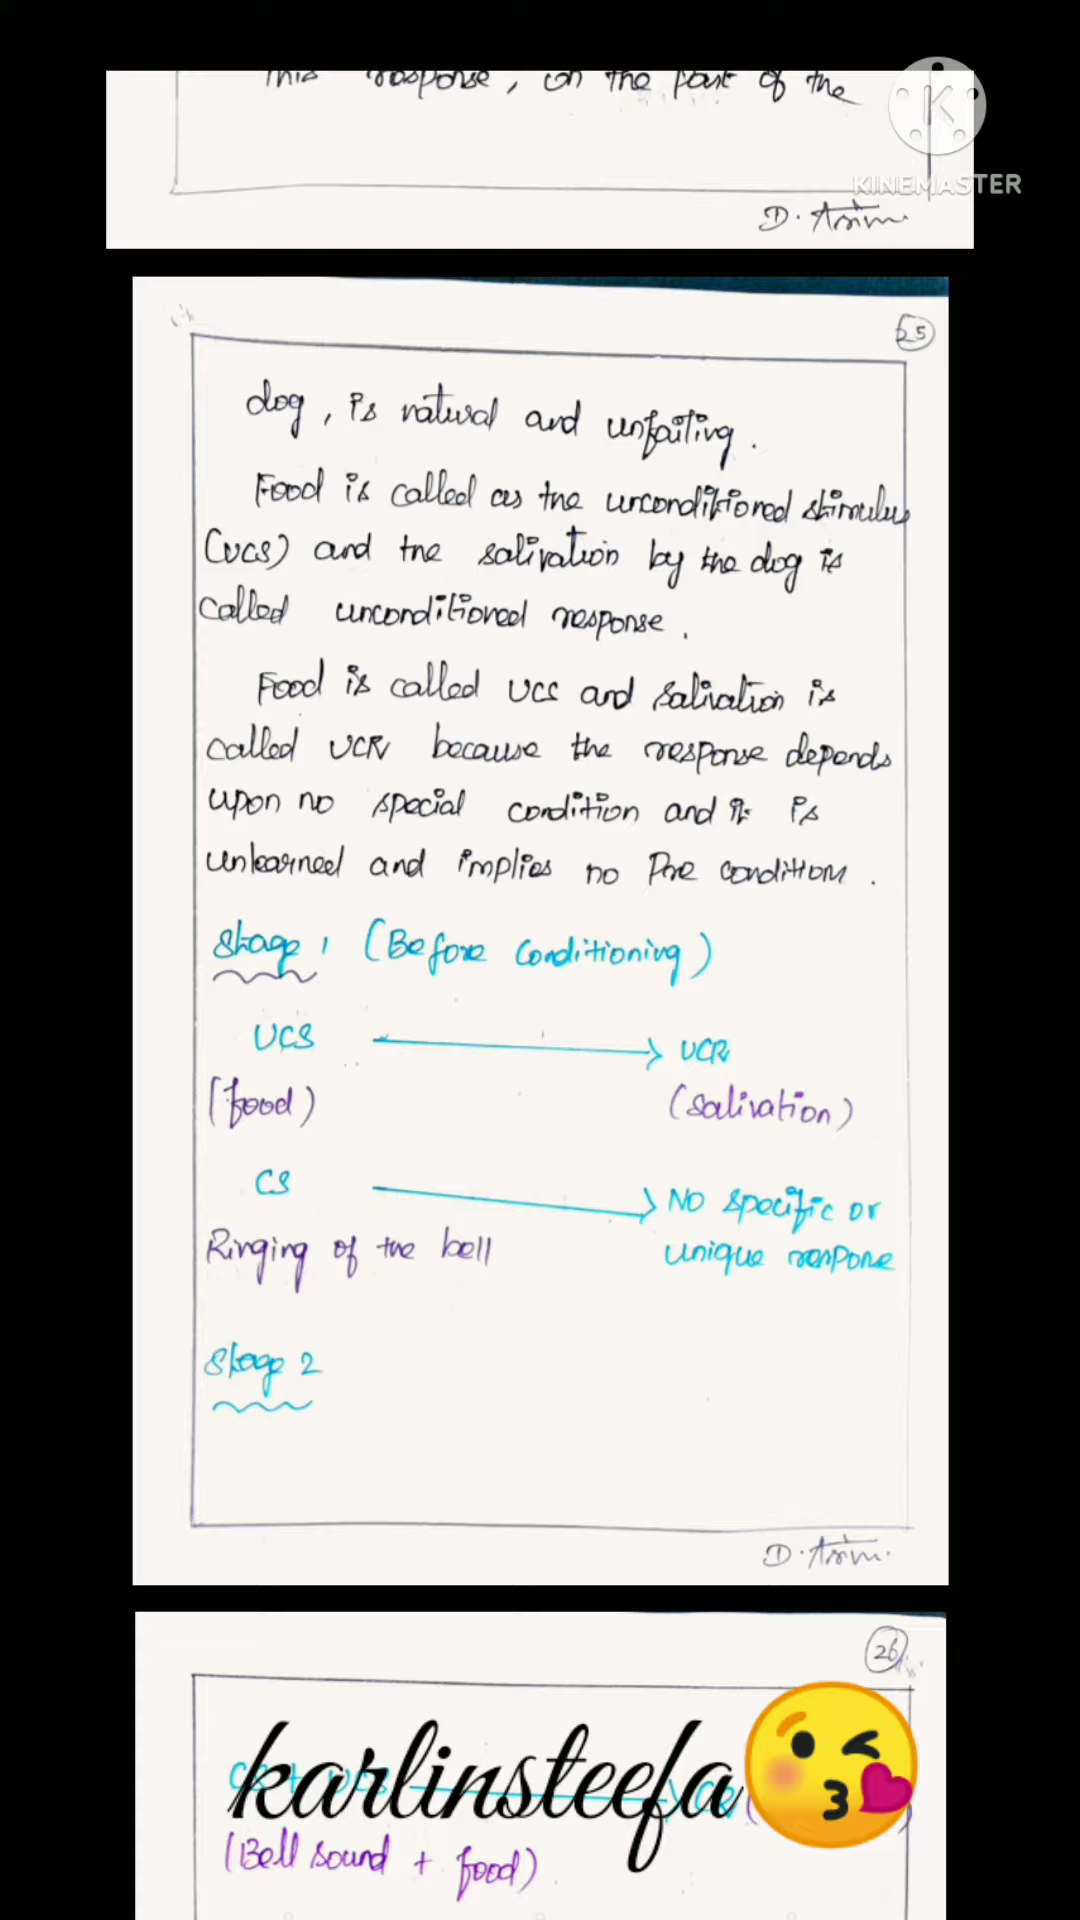 This response, on the part of the
KINEMASTER
D.
25
dog, is natural and unfailing.
Food is called as the unconditioned stimulus
(UCS) and the salivation by the dog is
called unconditioned response.
Food is called UCS and salivation is
called UCR because the response depends
upon no special condition and it is
unlearned and implies no Pre conditions.
Stage 1 (Before Conditioning)
UCS → UCR
(food) (salivation)
CS → No specific or
Ringing of the bell unique respone
Stage 2
D.
26
karlinsteefa
CS + UCS → CR
(Bell sound + food)